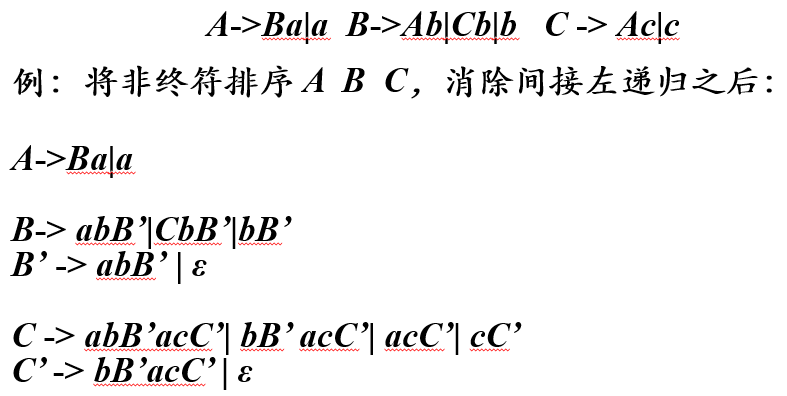 A->Ba|a B->Ab|Cb|b C -> Ac|c
例：将非终符排序 A B C，消除间接左递归之后：
A->Ba|a
B-> abB’|CbB’|bB’
B’ -> abB’ | ε
C -> abB’acC’| bB’ acC’| acC’| cC’
C’ -> bB’acC’ | ε